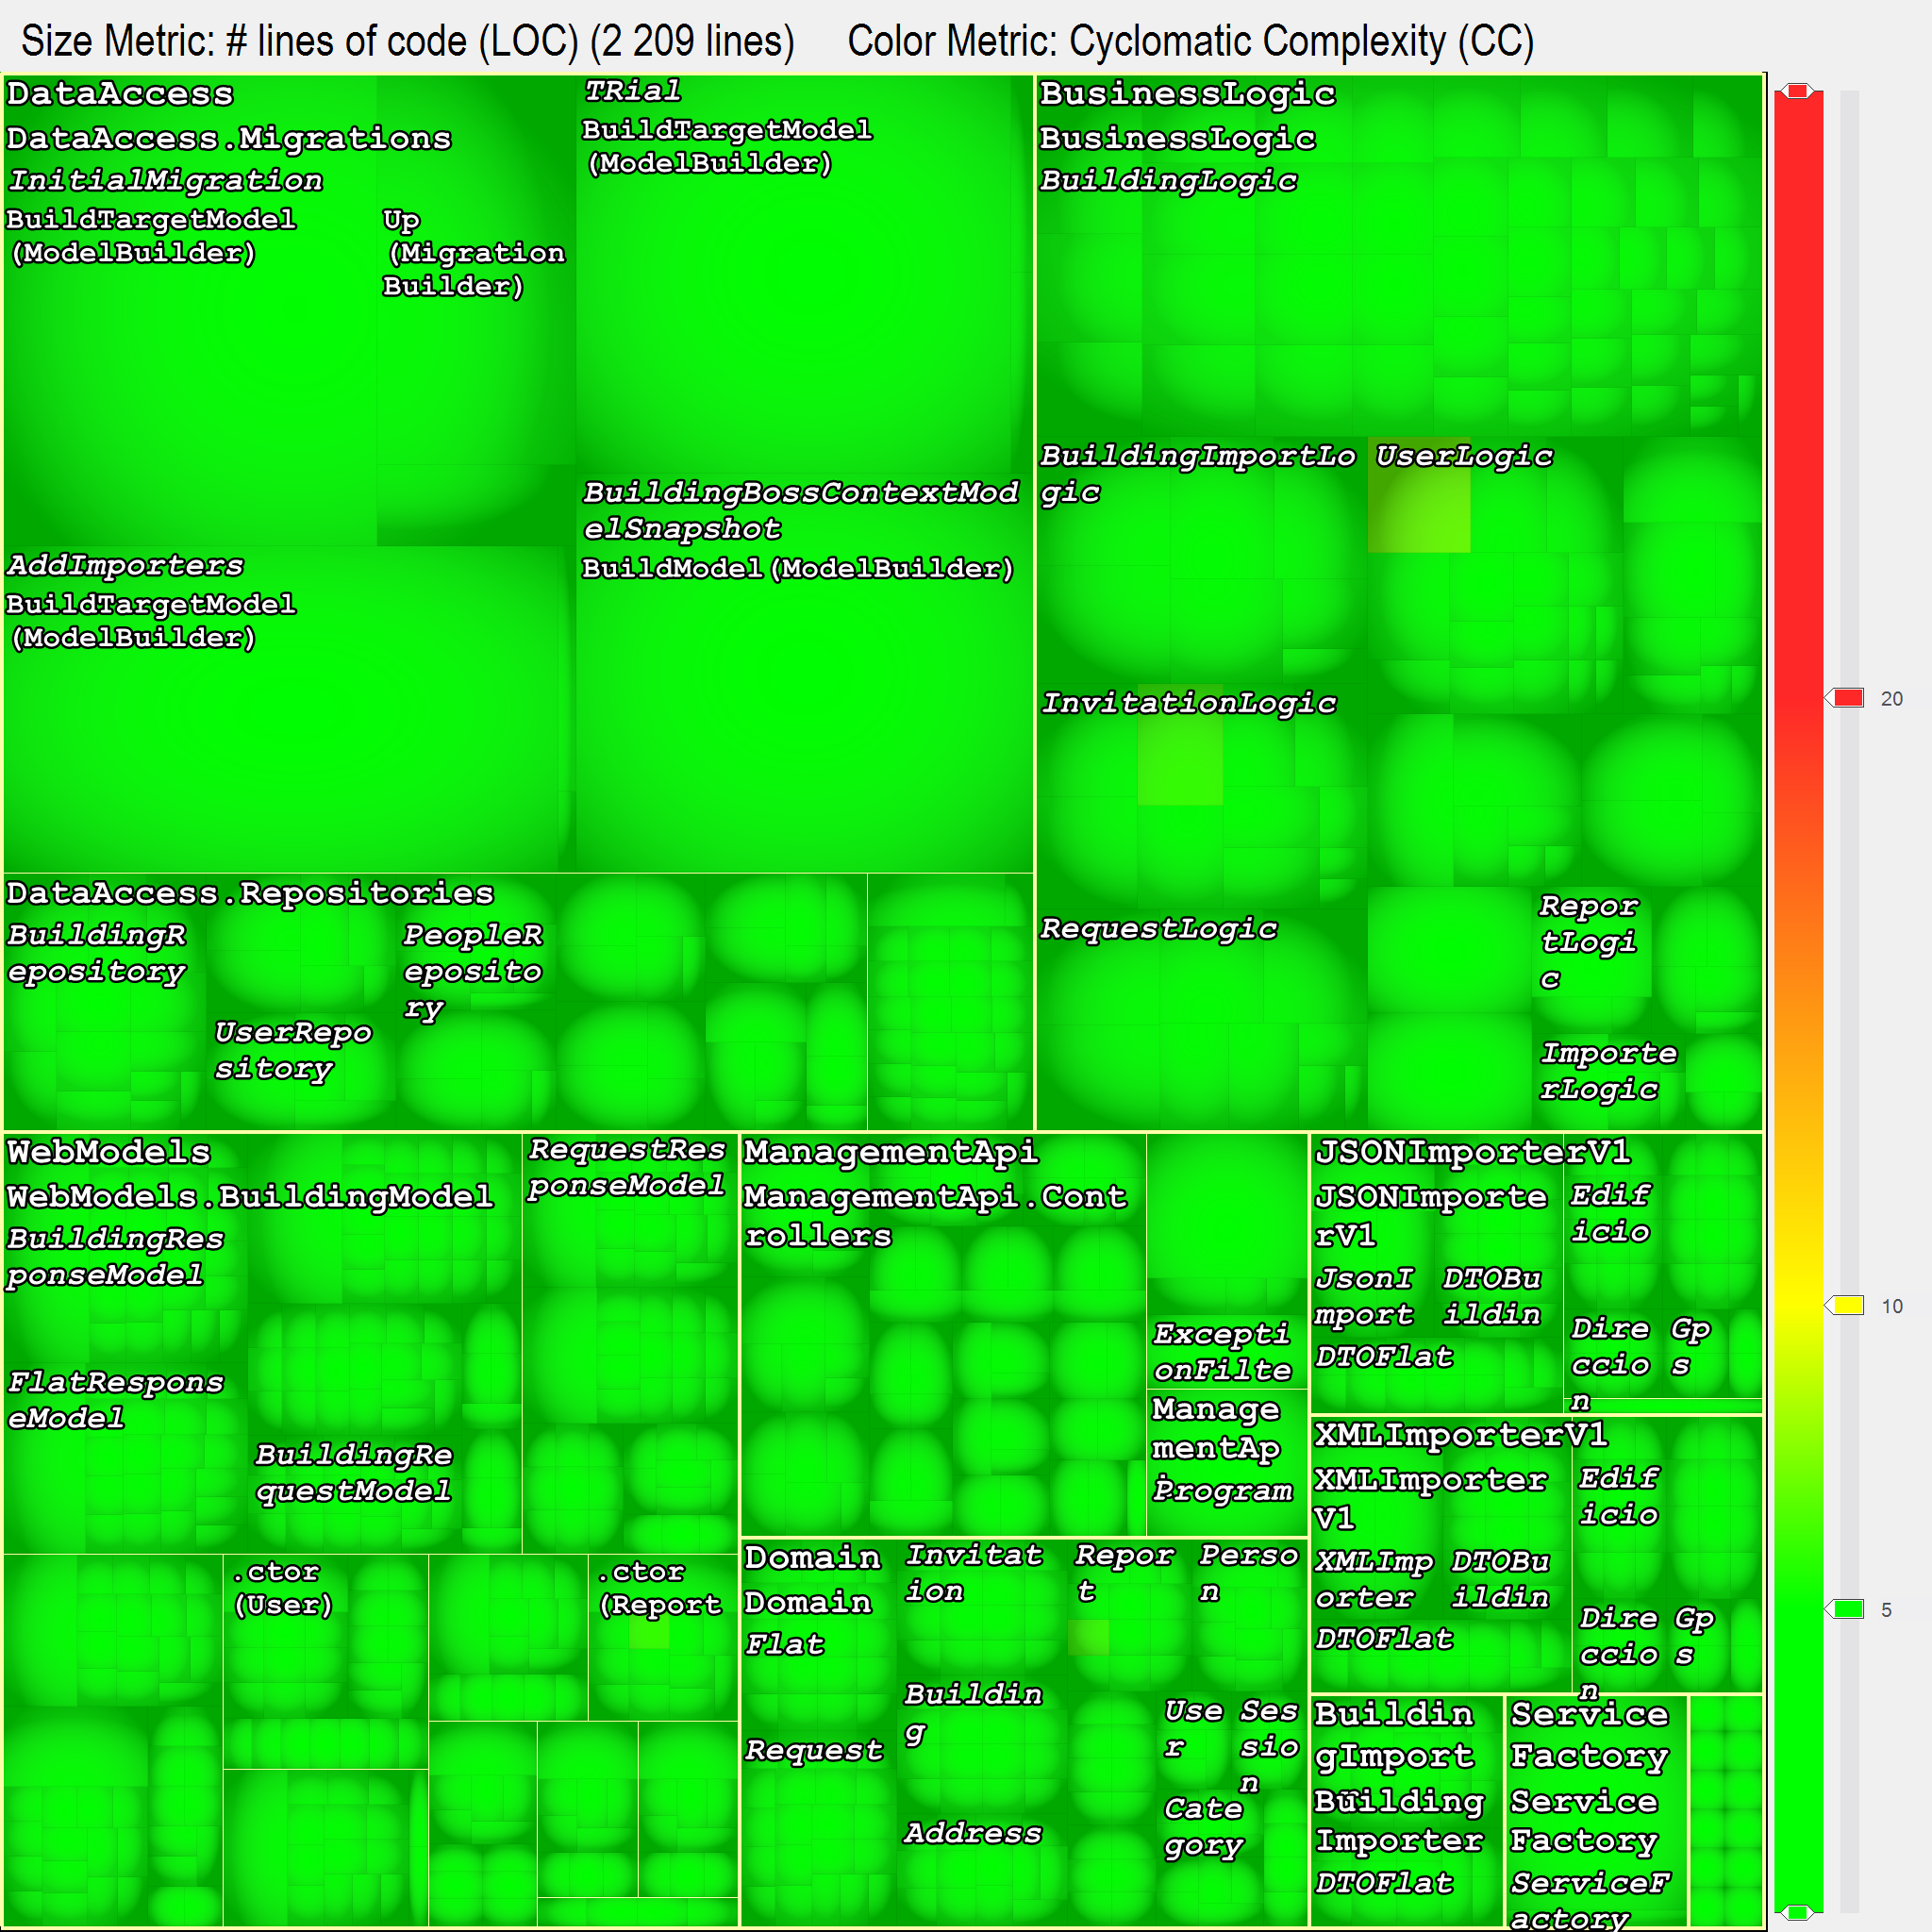 Size Metric: # lines of code (LOC) (2 209 lines)     Color Metric: Cyclomatic Complexity (CC)
DataAccess
DataAccess.Migrations
InitialMigration
BuildTargetModel
(ModelBuilder)
Up
(Migration
Builder)
TRial
BuildTargetModel
(ModelBuilder)
AddImporters
BuildTargetModel
(ModelBuilder)
BuildingBossContextMod
elSnapshot
BuildModel(ModelBuilder)
DataAccess.Repositories
BuildingR
epository
UserRepo
sitory
PeopleR
eposito
ry
BusinessLogic
BusinessLogic
BuildingLogic
BuildingImportLo
gic
UserLogic
InvitationLogic
RequestLogic
Repor
tLogi
c
Importe
rLogic
WebModels
WebModels.BuildingModel
BuildingRes
ponseModel
FlatRespons
eModel
BuildingRe
questModel
RequestRes
ponseModel
.ctor
(User)
.ctor
(Report
ManagementApi
ManagementApi.Cont
rollers
Excepti
onFilte
Manage
mentAp
Program
Domain
Domain
Flat
Request
Invitat
ion
Buildin
g
Address
Repor
t
Perso
n
Use
r
Ses
sio
n
Cate
gory
JSONImporterV1
JSONImporte
rV1
JsonI
mport
DTOBu
ildin
DTOFlat
Edif
icio
Dire
ccio
n
Gp
s
XMLImporterV1
XMLImporter
V1
XMLImp
orter
DTOBu
ildin
DTOFlat
Edif
icio
Dire
ccio
n
Gp
s
Buildin
gImport
Building
Importer
DTOFlat
Service
Factory
Service
Factory
ServiceF
actory
20
10
5